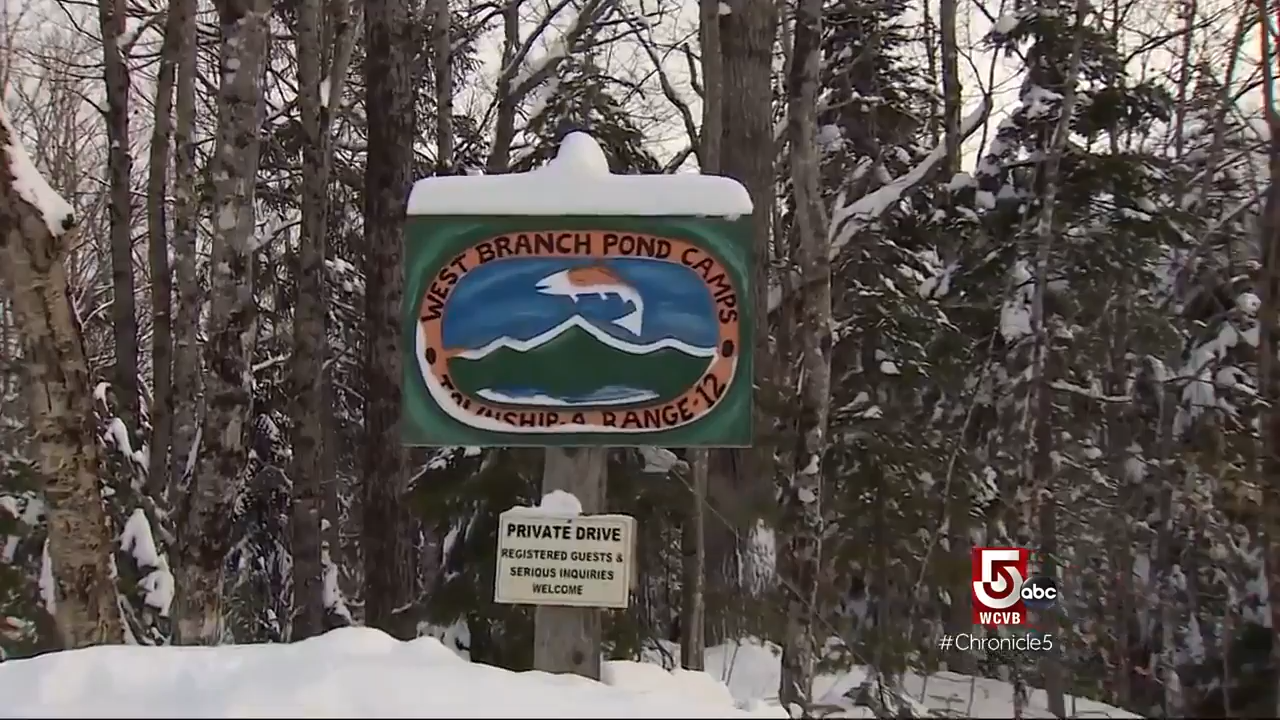 WEST BRANCH POND CAMPS
TOWNSHIP-A RANGE-12
PRIVATE DRIVE
REGISTERED GUESTS &
SERIOUS INQUIRIES
WELCOME
5
abc
WCVB
#Chronicle5